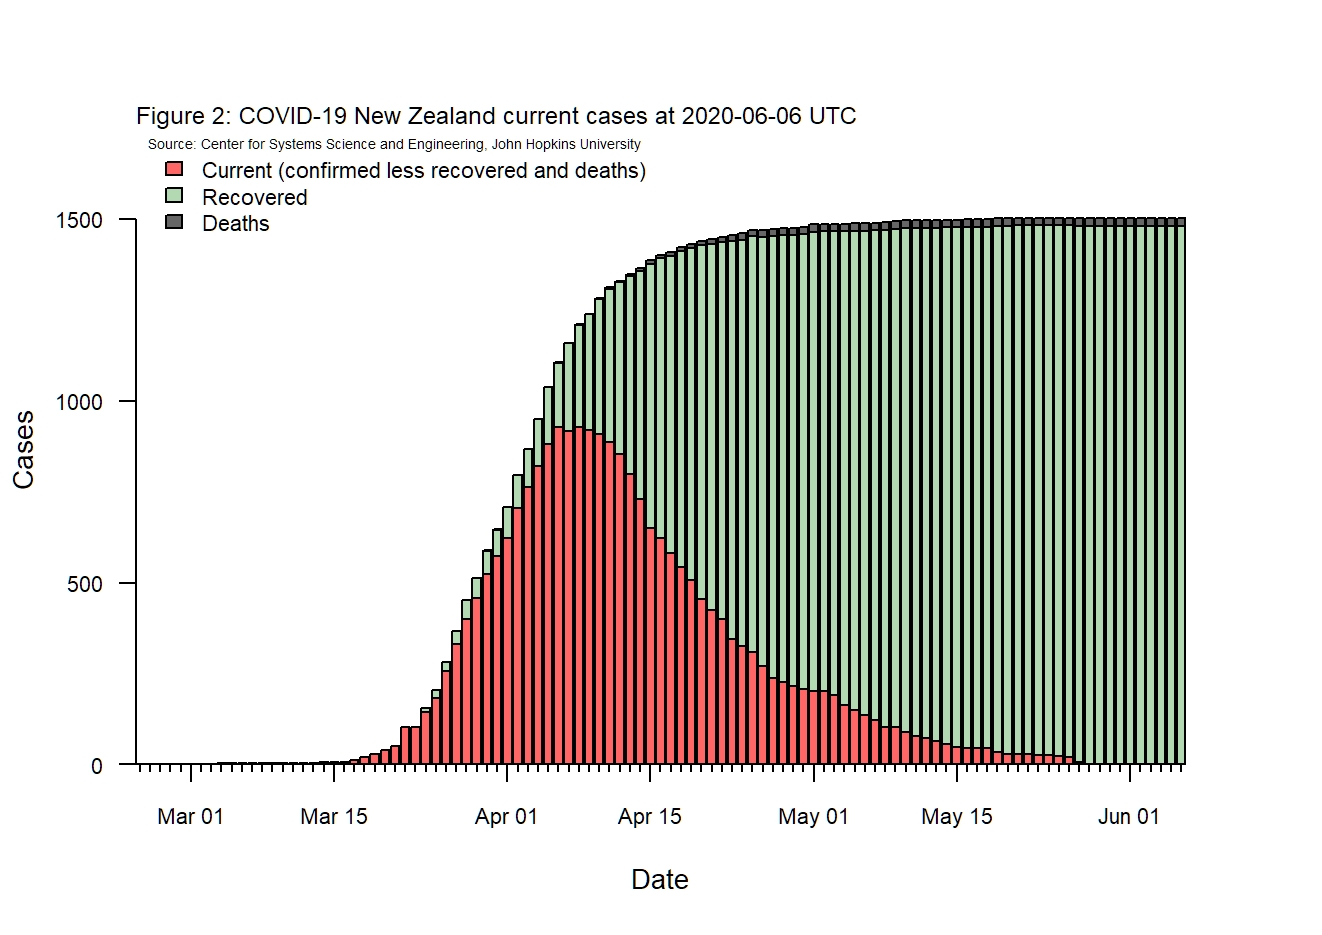 Figure 2: COVID-19 New Zealand current cases at 2020-06-06 UTC
Source: Center for Systems Science and Engineering, John Hopkins University
Current (confirmed less recovered and deaths)
Recovered
Deaths
1500
1000
500
0
Cases
Mar 01 Mar 15 Apr 01 Apr 15 May 01 May 15 Jun 01
Date